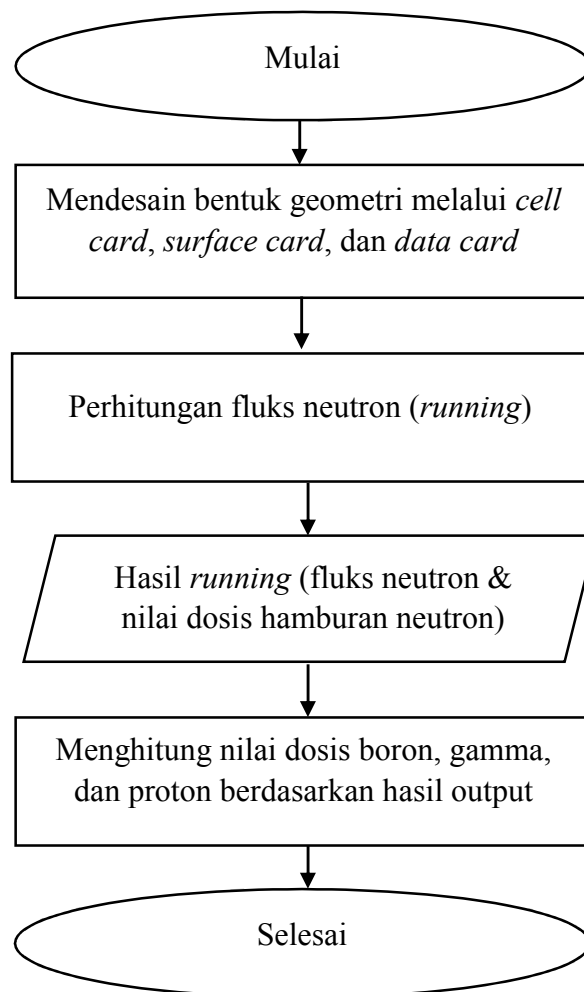 Mulai
Mendesain bentuk geometri melalui cell
card, surface card, dan data card
Perhitungan fluks neutron (running)
Hasil running (fluks neutron &
nilai dosis hamburan neutron)
Menghitung nilai dosis boron, gamma,
dan proton berdasarkan hasil output
Selesai